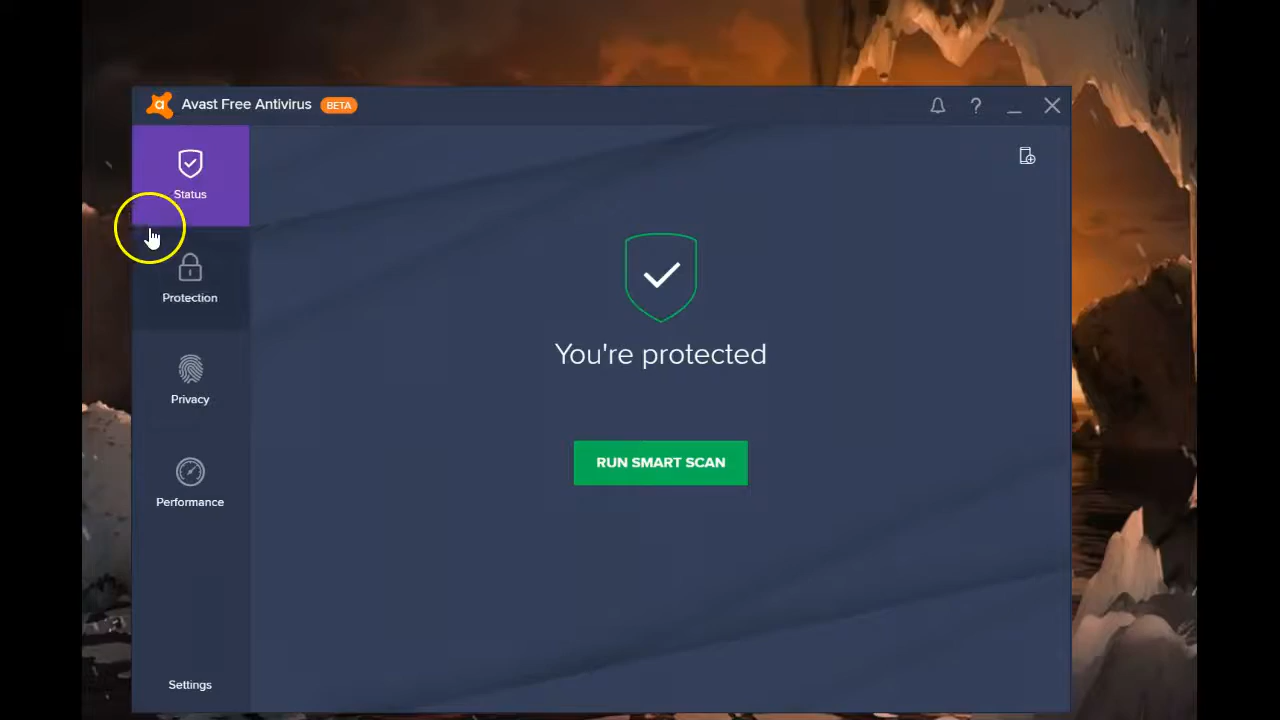 Avast Free Antivirus BETA
?
Status
Protection
Privacy
Performance
Settings
You're protected
RUN SMART SCAN